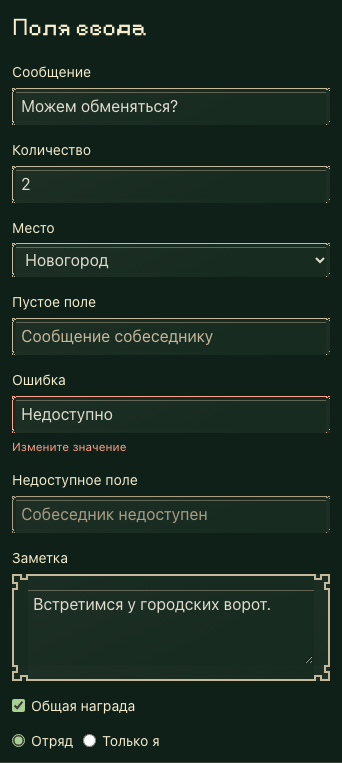 Поля ввода
Сообщение
Можем обменяться?
Количество
2
Место
Новогород
Пустое поле
Сообщение собеседнику
Ошибка
Недоступно
Измените значение
Недоступное поле
Собеседник недоступен
Заметка
Встретимся у городских ворот.
Общая награда
Отряд Только я